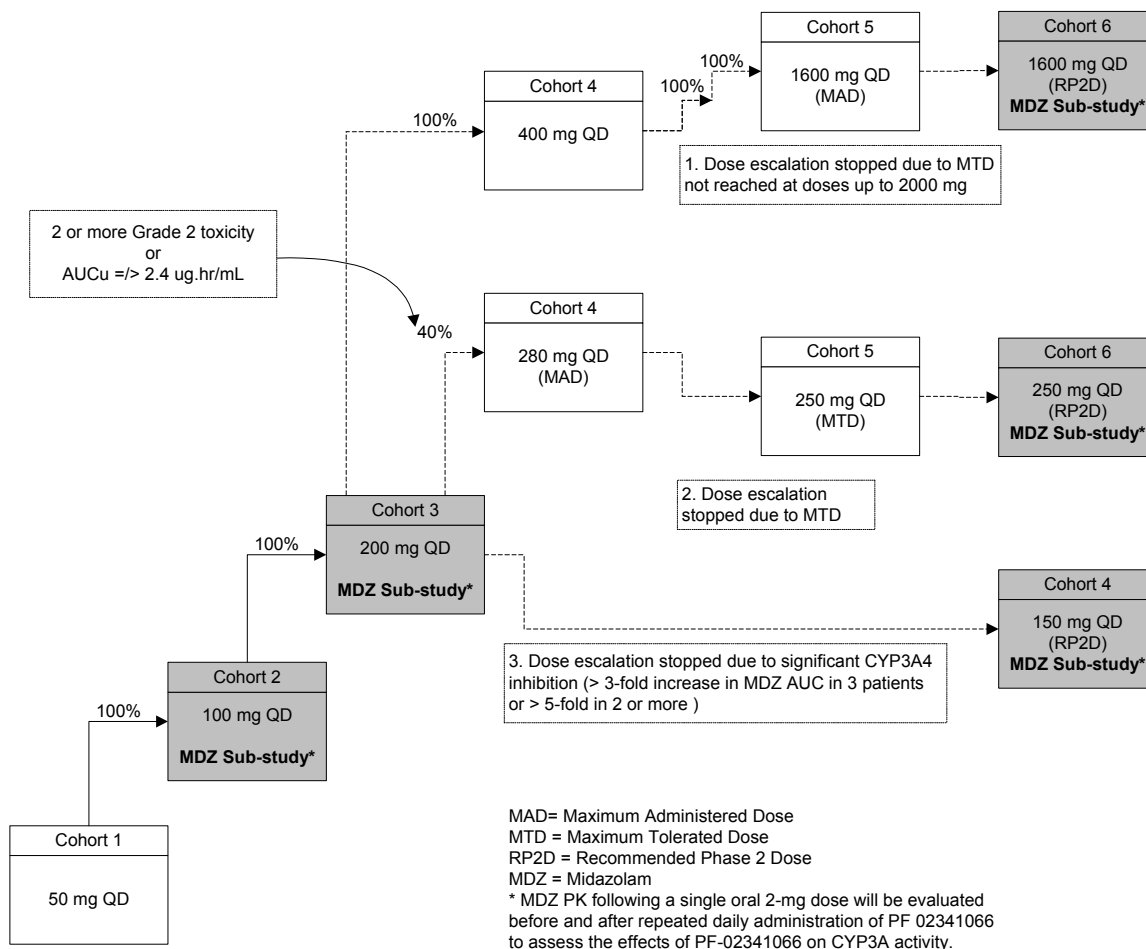 Cohort 5
1600 mg QD
(MAD)
Cohort 6
1600 mg QD
(RP2D)
MDZ Sub-study*
100%
100%
Cohort 4
400 mg QD
100%
1. Dose escalation stopped due to MTD
not reached at doses up to 2000 mg
2 or more Grade 2 toxicity
or
AUCu =/> 2.4 ug.hr/mL
40%
Cohort 4
280 mg QD
(MAD)
Cohort 5
250 mg QD
(MTD)
Cohort 6
250 mg QD
(RP2D)
MDZ Sub-study*
2. Dose escalation
stopped due to MTD
Cohort 3
200 mg QD
MDZ Sub-study*
100%
Cohort 4
150 mg QD
(RP2D)
MDZ Sub-study*
3. Dose escalation stopped due to significant CYP3A4
inhibition (> 3-fold increase in MDZ AUC in 3 patients
or > 5-fold in 2 or more )
Cohort 2
100 mg QD
MDZ Sub-study*
100%
Cohort 1
50 mg QD
MAD= Maximum Administered Dose
MTD = Maximum Tolerated Dose
RP2D = Recommended Phase 2 Dose
MDZ = Midazolam
* MDZ PK following a single oral 2-mg dose will be evaluated
before and after repeated daily administration of PF 02341066
to assess the effects of PF-02341066 on CYP3A activity.